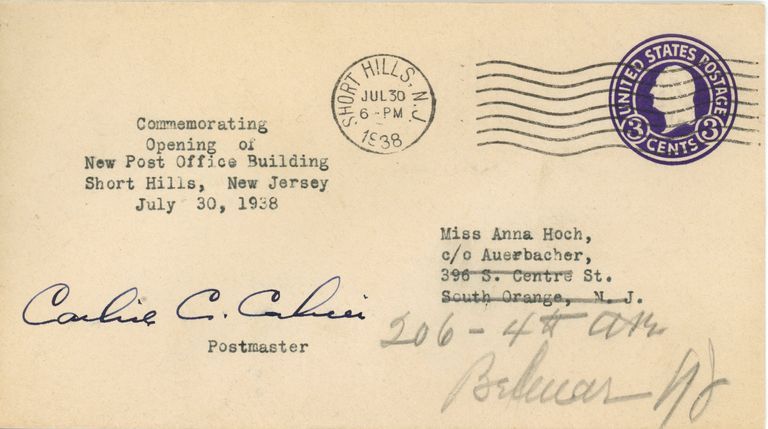 Commemorating
Opening of
New Post Office Building
Short Hills, New Jersey
July 30, 1938
SHORT HILLS, N.J.
JUL 30
6-PM
1938
UNITED STATES POSTAGE
3 CENTS 3
Miss Anna Hoch,
c/o Auerbacher,
396 S. Centre St.
South Orange, N. J.
206 - 4th Ave.
Belmar NJ
C.
Postmaster